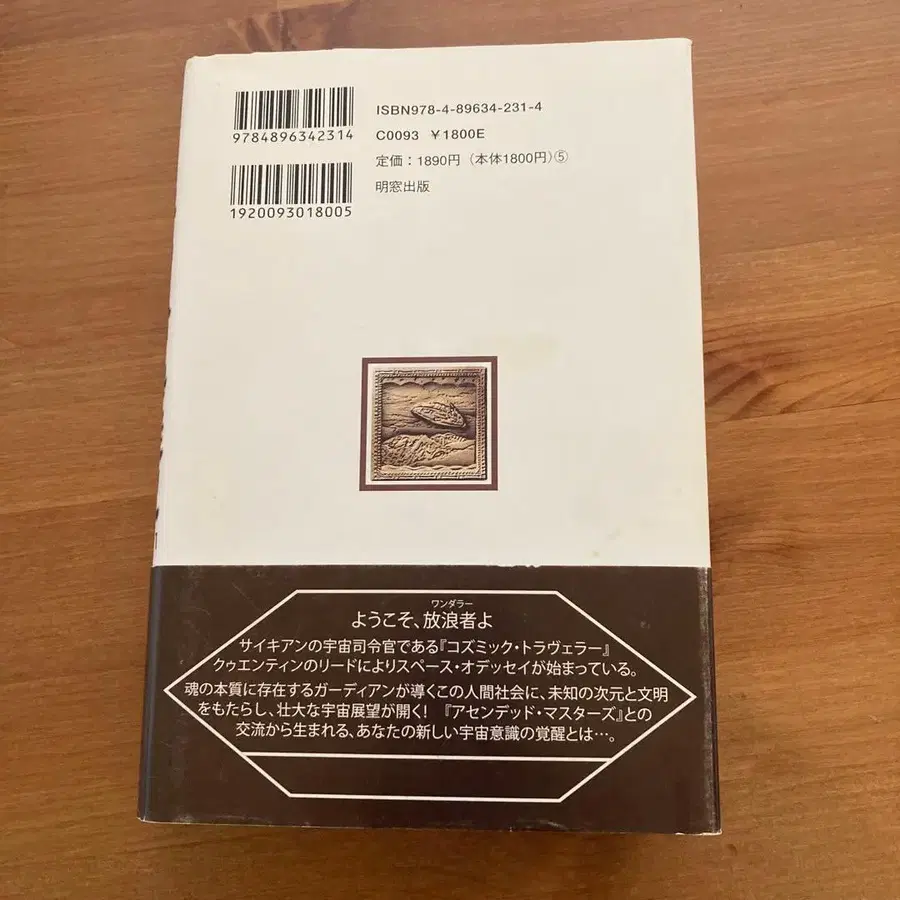 ISBN978-4-89634-231-4
C0093 ¥1800E
定価：1890円（本体1800円）⑤
明窓出版
9784896342314
1920093018005
ワンダラー
ようこそ、放浪者よ
サイキアンの宇宙司令官である『コズミック・トラヴェラー』
クゥエンティンのリードによりスペース・オデッセイが始まっている。
魂の本質に存在するガーディアンが導くこの人間社会に、未知の次元と文明
をもたらし、壮大な宇宙展望が開く！『アセンデッド・マスターズ』との
交流から生まれる、あなたの新しい宇宙意識の覚醒とは…。